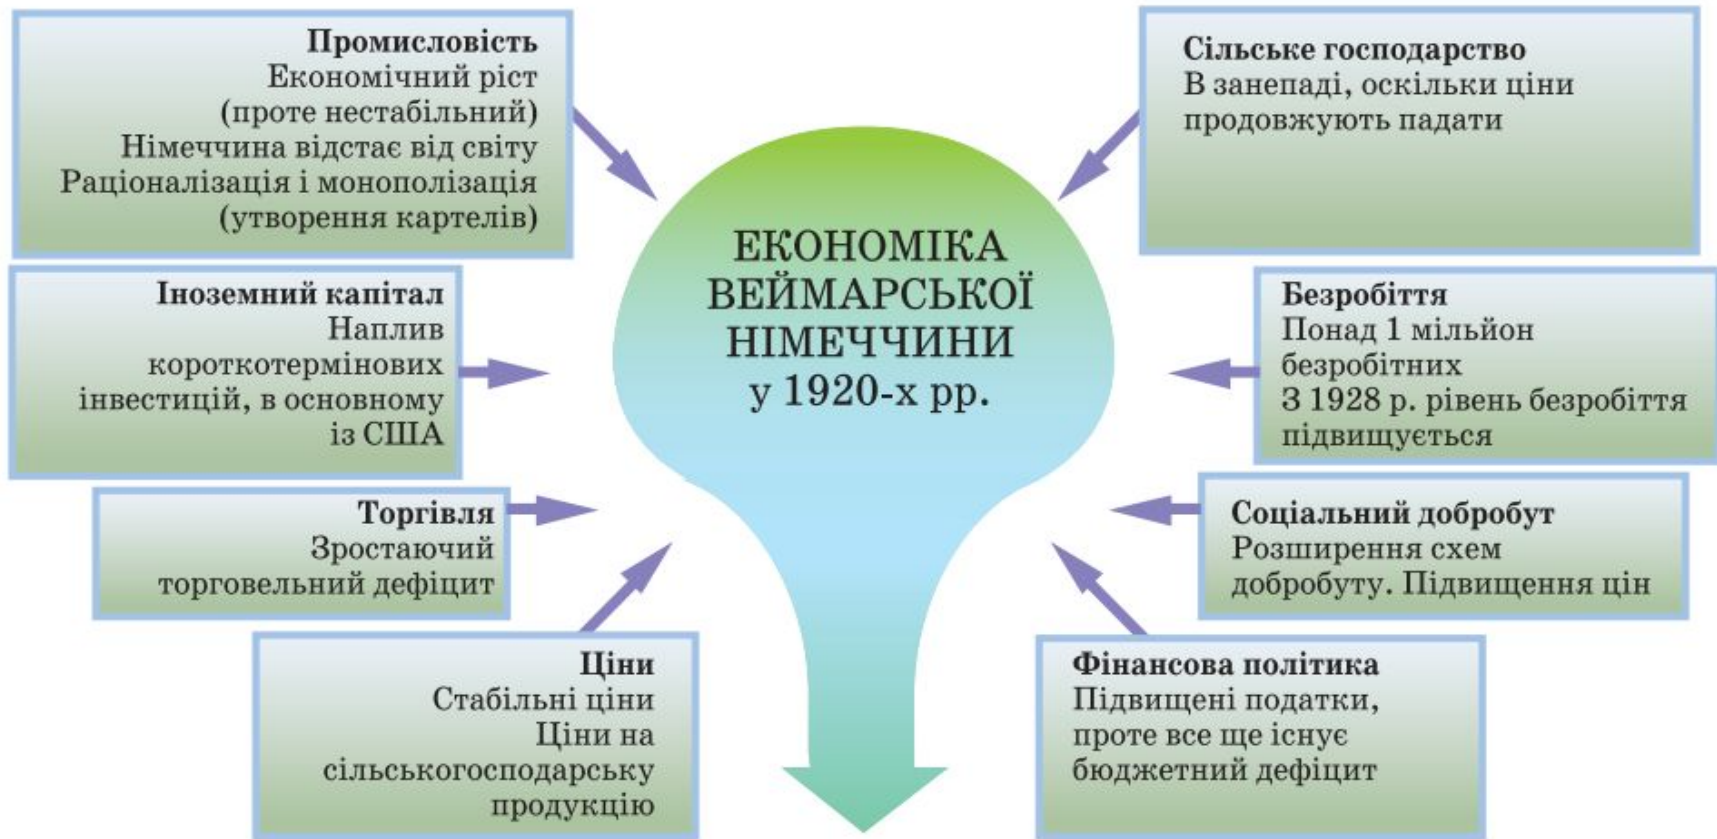 Промисловість
Економічний ріст
(проте нестабільний)
Німеччина відстає від світу
Раціоналізація і монополізація
(утворення картелів)
Іноземний капітал
Наплив
короткотермінових
інвестицій, в основному
із США
Торгівля
Зростаючий
торговельний дефіцит
Ціни
Стабільні ціни
Ціни на
сільськогосподарську
продукцію
ЕКОНОМІКА
ВЕЙМАРСЬКОЇ
НІМЕЧЧИНИ
у 1920-х рр.
Сільське господарство
В занепаді, оскільки ціни
продовжують падати
Безробіття
Понад 1 мільйон
безробітних
З 1928 р. рівень безробіття
підвищується
Соціальний добробут
Розширення схем
добробуту. Підвищення цін
Фінансова політика
Підвищені податки,
проте все ще існує
бюджетний дефіцит